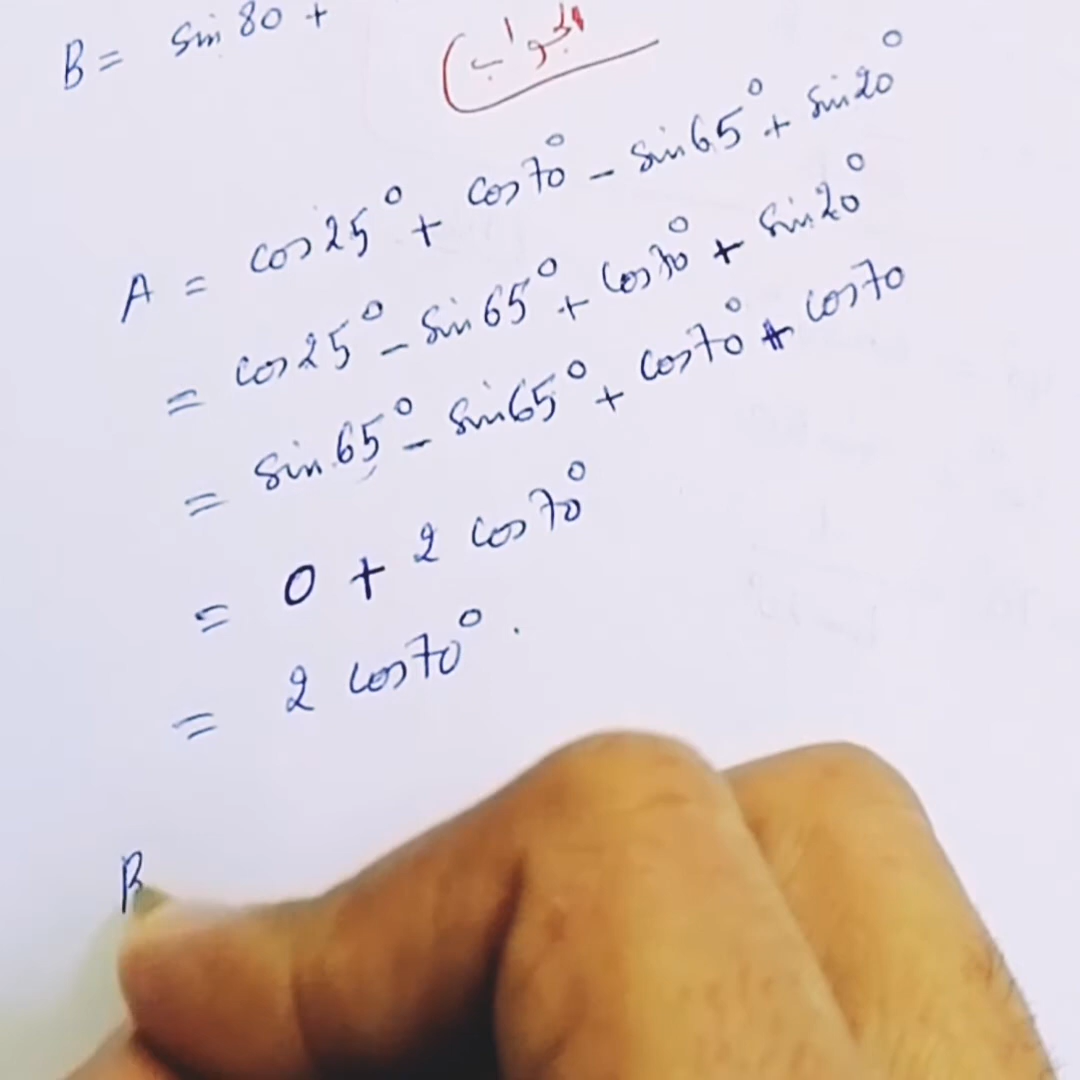 B = sin 80 +
الجواب
A = cos 25° + cos 70° - sin 65° + sin 20°
= cos 25° - sin 65° + cos 70° + sin 20°
= sin 65° - sin 65° + cos 70° + cos 70
= 0 + 2 cos 70°
= 2 cos 70° .
B